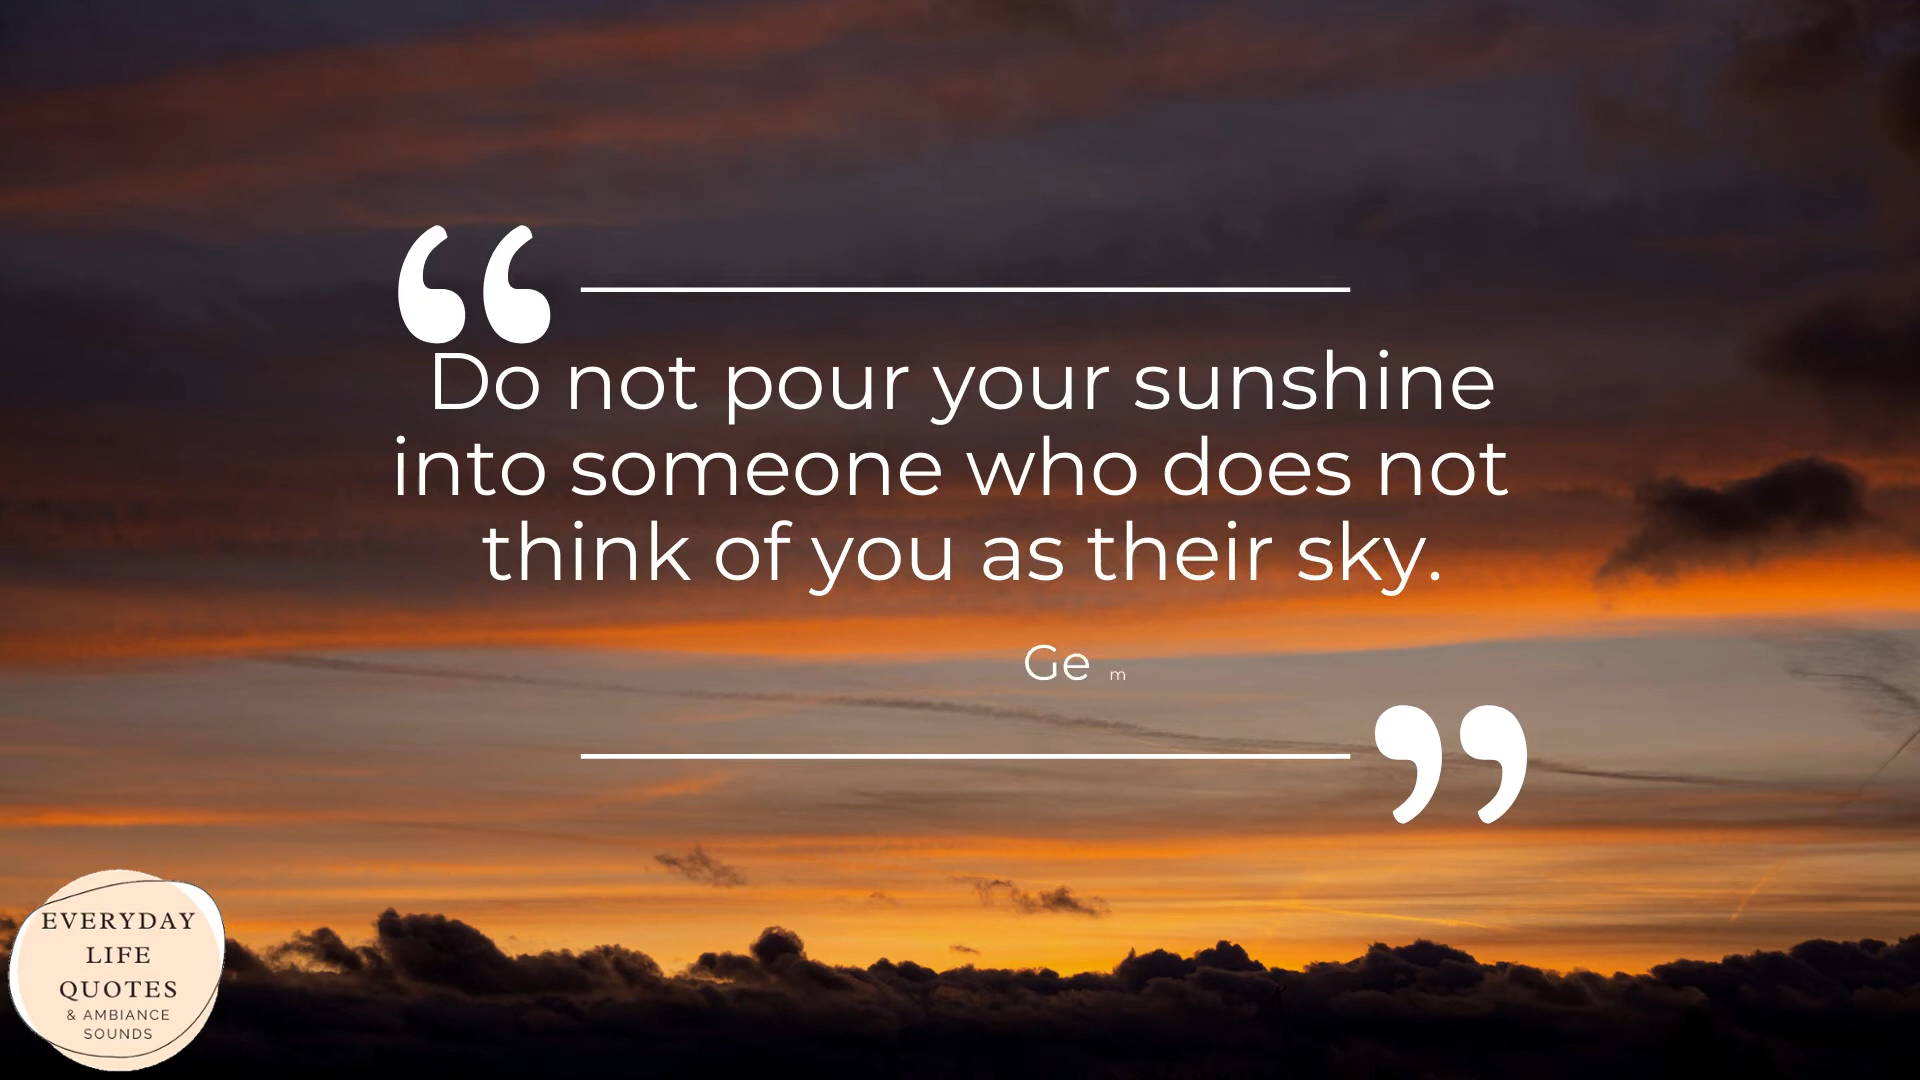 “
Do not pour your sunshine
into someone who does not
think of you as their sky.
Ge m
”
EVERYDAY
LIFE
QUOTES
& AMBIANCE
SOUNDS